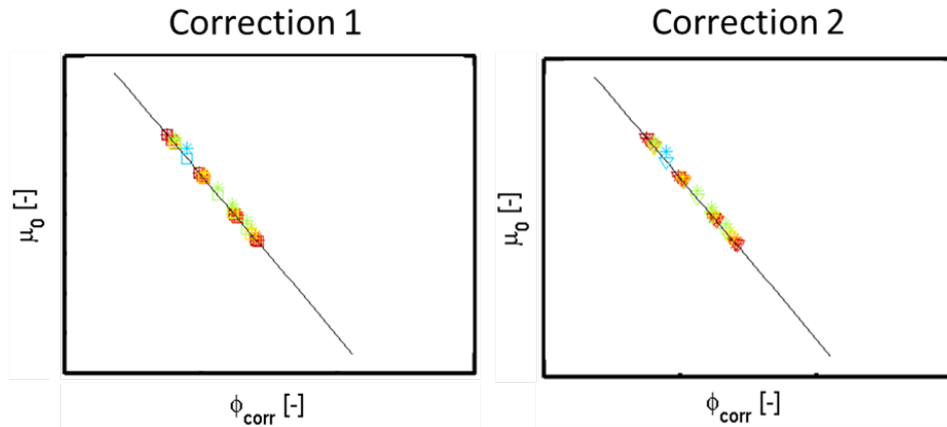 Correction 1
Correction 2
μ₀ [-]
μ₀ [-]
ϕcorr [-]
ϕcorr [-]